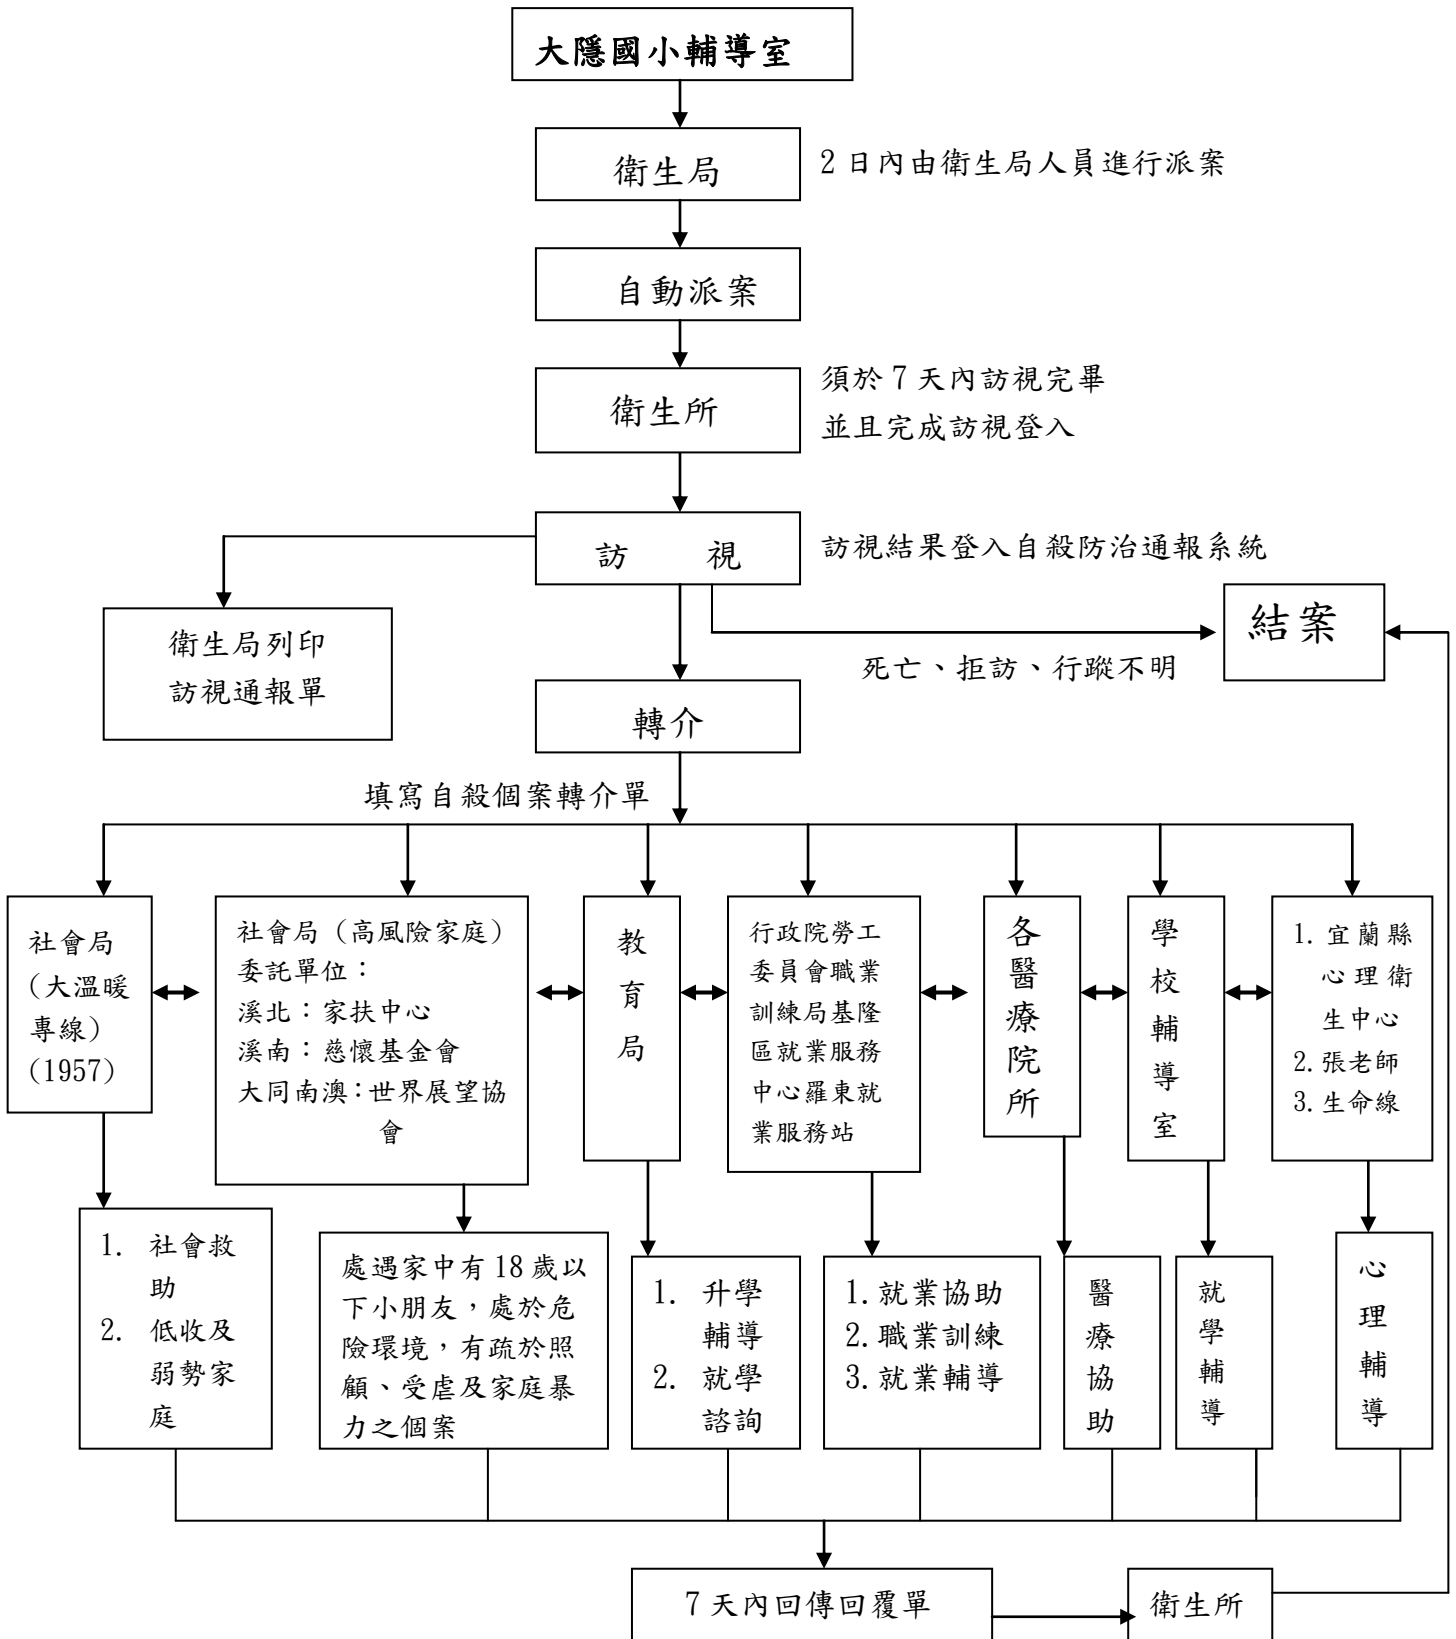 大隱國小輔導室
衛生局
2 日內由衛生局人員進行派案
自動派案
衛生所
須於 7 天內訪視完畢
並且完成訪視登入
訪 視
訪視結果登入自殺防治通報系統
衛生局列印
訪視通報單
結案
死亡、拒訪、行蹤不明
轉介
填寫自殺個案轉介單
社會局
(大溫暖
專線)
(1957)
社會局(高風險家庭)
委託單位：
溪北：家扶中心
溪南：慈懷基金會
大同南澳：世界展望協
會
教
育
局
行政院勞工
委員會職業
訓練局基隆
區就業服務
中心羅東就
業服務站
各
醫
療
院
所
學
校
輔
導
室
1. 宜蘭縣
心理衛
生中心
2. 張老師
3. 生命線
1. 社會救
助
2. 低收及
弱勢家
庭
處遇家中有 18 歲以
下小朋友，處於危
險環境，有疏於照
顧、受虐及家庭暴
力之個案
1. 升學
輔導
2. 就學
諮詢
1. 就業協助
2. 職業訓練
3. 就業輔導
醫
療
協
助
就
學
輔
導
心
理
輔
導
7 天內回傳回覆單
衛生所